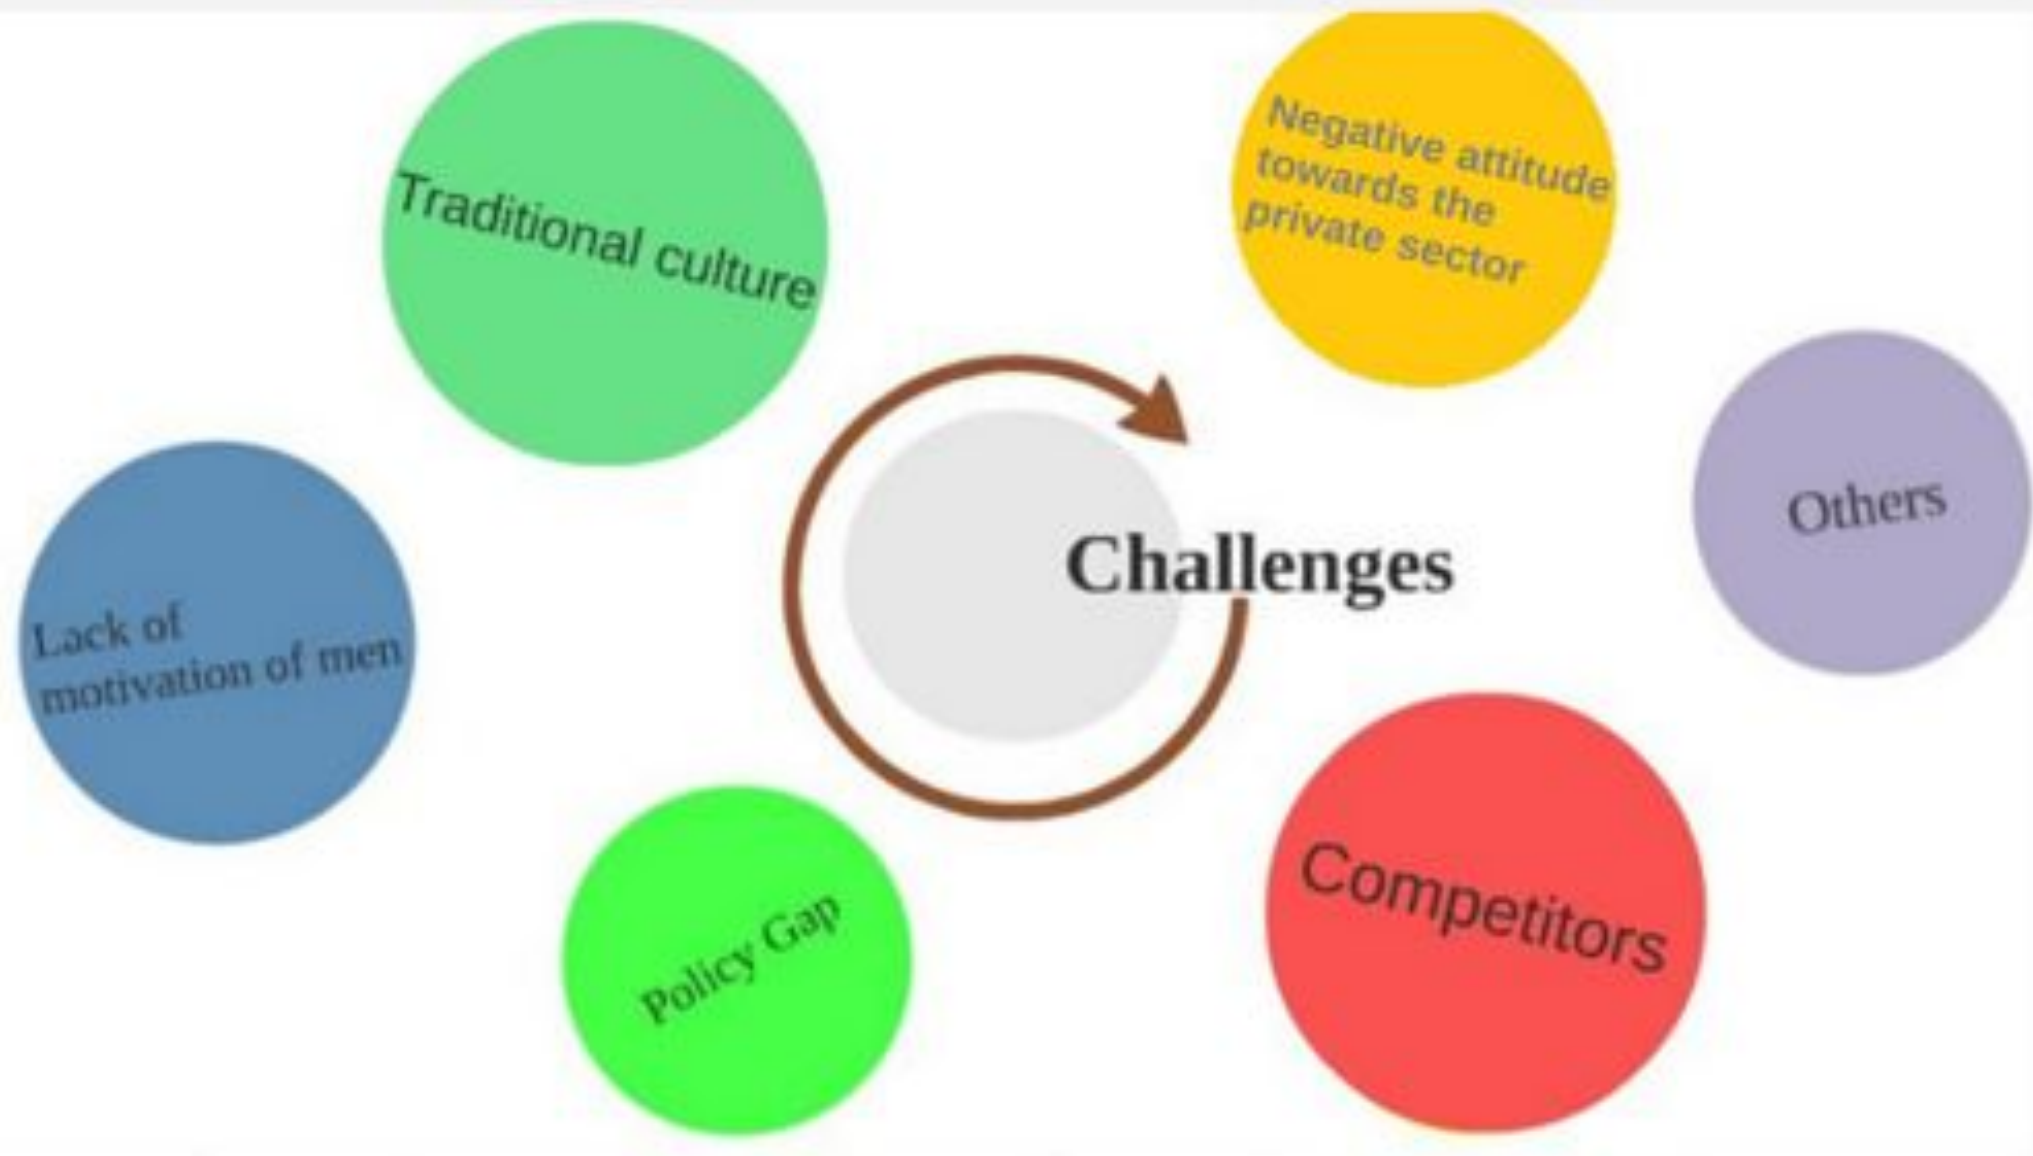 Traditional culture
Negative attitude
towards the
private sector
Others
Challenges
Lack of
motivation of men
Policy Gap
Competitors